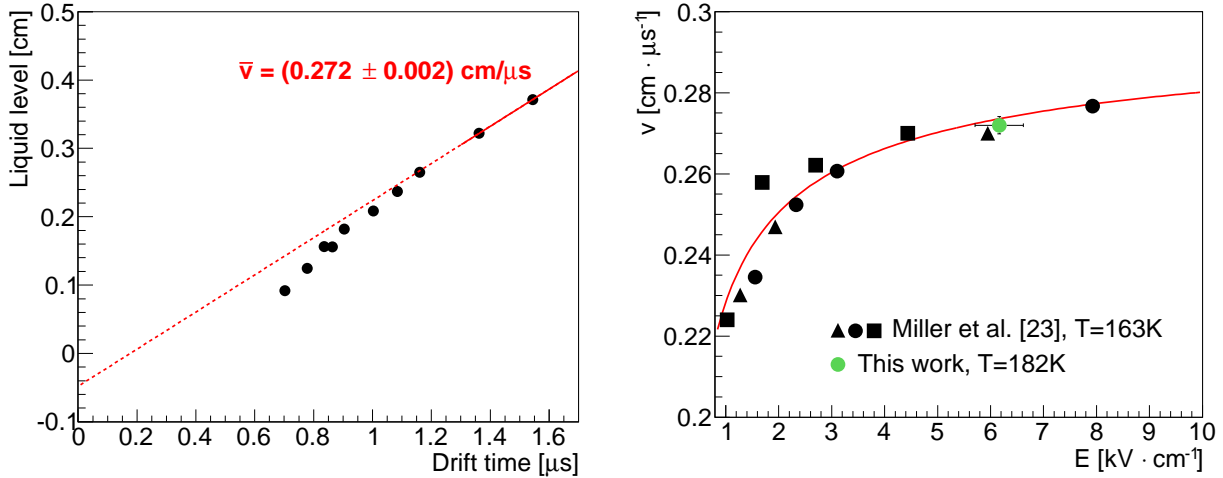 Liquid level [cm]
0.5
0.4
0.3
0.2
0.1
0
-0.1
v̄ = (0.272 ± 0.002) cm/μs
0 0.2 0.4 0.6 0.8 1 1.2 1.4 1.6
Drift time [μs]
v [cm · μs⁻¹]
0.3
0.28
0.26
0.24
0.22
0.2
Miller et al. [23], T=163K
This work, T=182K
1 2 3 4 5 6 7 8 9 10
E [kV · cm⁻¹]